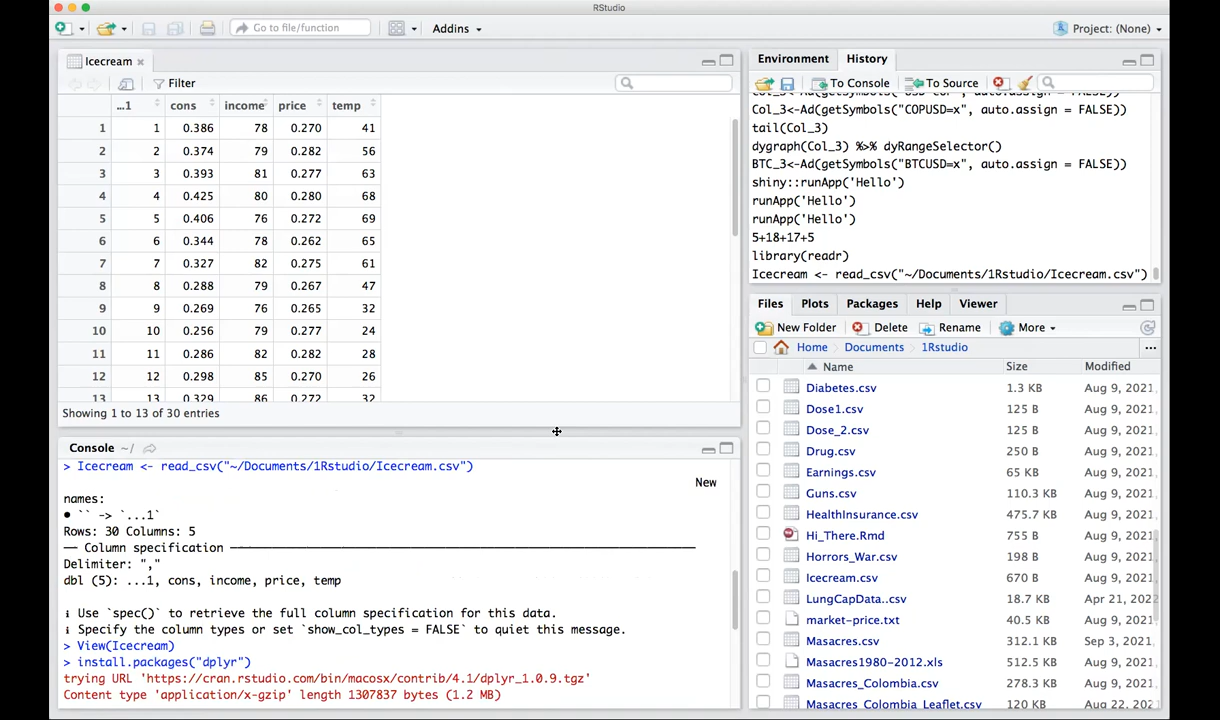 RStudio
Go to file/function
Addins
Project: (None)
Icecream
Filter
...1 cons income price temp
1 1 0.386 78 0.270 41
2 2 0.374 79 0.282 56
3 3 0.393 81 0.277 63
4 4 0.425 80 0.280 68
5 5 0.406 76 0.272 69
6 6 0.344 78 0.262 65
7 7 0.327 82 0.275 61
8 8 0.288 79 0.267 47
9 9 0.269 76 0.265 32
10 10 0.256 79 0.277 24
11 11 0.286 82 0.282 28
12 12 0.298 85 0.270 26
13 13 0.329 86 0.272 32
Showing 1 to 13 of 30 entries
Console ~/
> Icecream <- read_csv("~/Documents/1Rstudio/Icecream.csv")
New
names:
• `` -> `...1`
Rows: 30 Columns: 5
── Column specification ──
Delimiter: ","
dbl (5): ...1, cons, income, price, temp
ℹ Use `spec()` to retrieve the full column specification for this data.
ℹ Specify the column types or set `show_col_types = FALSE` to quiet this message.
> View(Icecream)
> install.packages("dplyr")
trying URL 'https://cran.rstudio.com/bin/macosx/contrib/4.1/dplyr_1.0.9.tgz'
Content type 'application/x-gzip' length 1307837 bytes (1.2 MB)
Environment History
To Console To Source
Col_3<-Ad(getSymbols("COPUSD=x", auto.assign = FALSE))
tail(Col_3)
dygraph(Col_3) %>% dyRangeSelector()
BTC_3<-Ad(getSymbols("BTCUSD=x", auto.assign = FALSE))
shiny::runApp('Hello')
runApp('Hello')
runApp('Hello')
5+18+17+5
library(readr)
Icecream <- read_csv("~/Documents/1Rstudio/Icecream.csv")
Files Plots Packages Help Viewer
New Folder Delete Rename More
Home Documents 1Rstudio ...
Name Size Modified
Diabetes.csv 1.3 KB Aug 9, 2021,
Dose1.csv 125 B Aug 9, 2021,
Dose_2.csv 125 B Aug 9, 2021,
Drug.csv 250 B Aug 9, 2021,
Earnings.csv 65 KB Aug 9, 2021,
Guns.csv 110.3 KB Aug 9, 2021,
HealthInsurance.csv 475.7 KB Aug 9, 2021,
Hi_There.Rmd 755 B Aug 9, 2021,
Horrors_War.csv 198 B Aug 9, 2021,
Icecream.csv 670 B Aug 9, 2021,
LungCapData..csv 18.7 KB Apr 21, 2022
market-price.txt 40.5 KB Aug 9, 2021,
Masacres.csv 312.1 KB Sep 3, 2021,
Masacres1980-2012.xls 512.5 KB Aug 9, 2021,
Masacres_Colombia.csv 278.3 KB Aug 9, 2021,
Masacres_Colombia_Leaflet.csv 120 KB Aug 22, 202